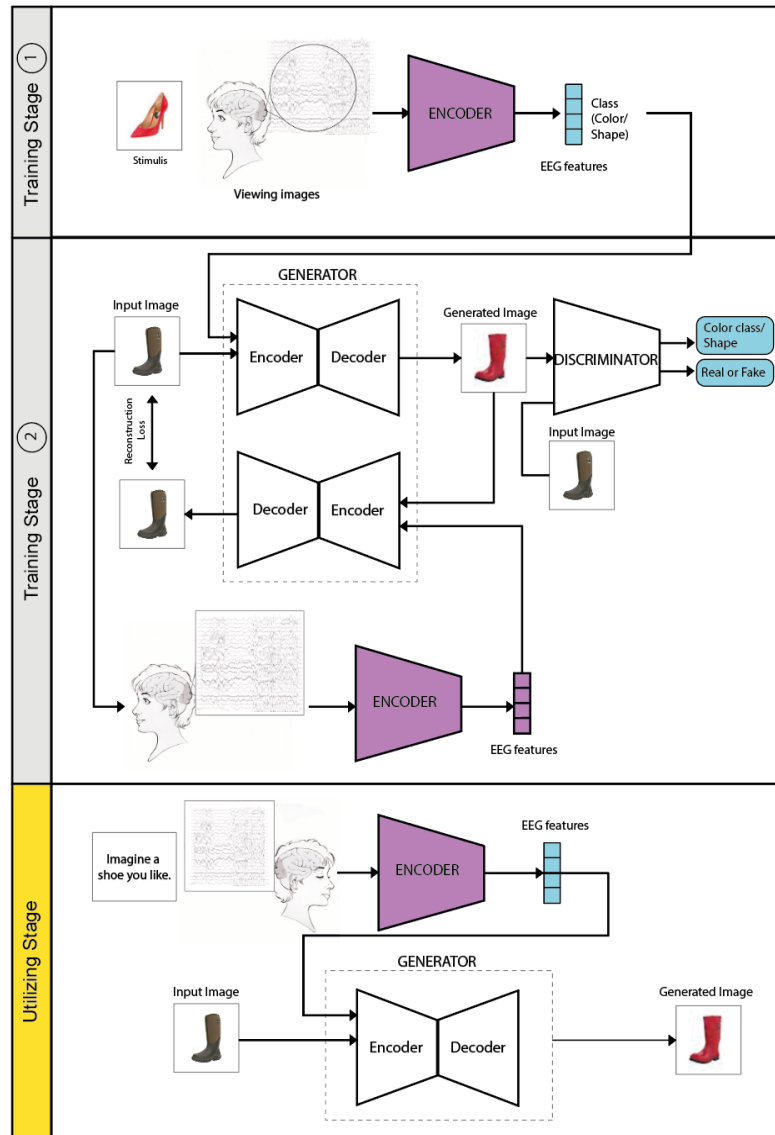 Training Stage 1
Stimulis
Viewing images
ENCODER
Class
(Color/
Shape)
EEG features
Training Stage 2
GENERATOR
Input Image
Encoder
Decoder
Generated Image
DISCRIMINATOR
Color class/
Shape
Real or Fake
Reconstruction
Loss
Input Image
Decoder
Encoder
ENCODER
EEG features
Utilizing Stage
Imagine a
shoe you like.
ENCODER
EEG features
GENERATOR
Input Image
Encoder
Decoder
Generated Image